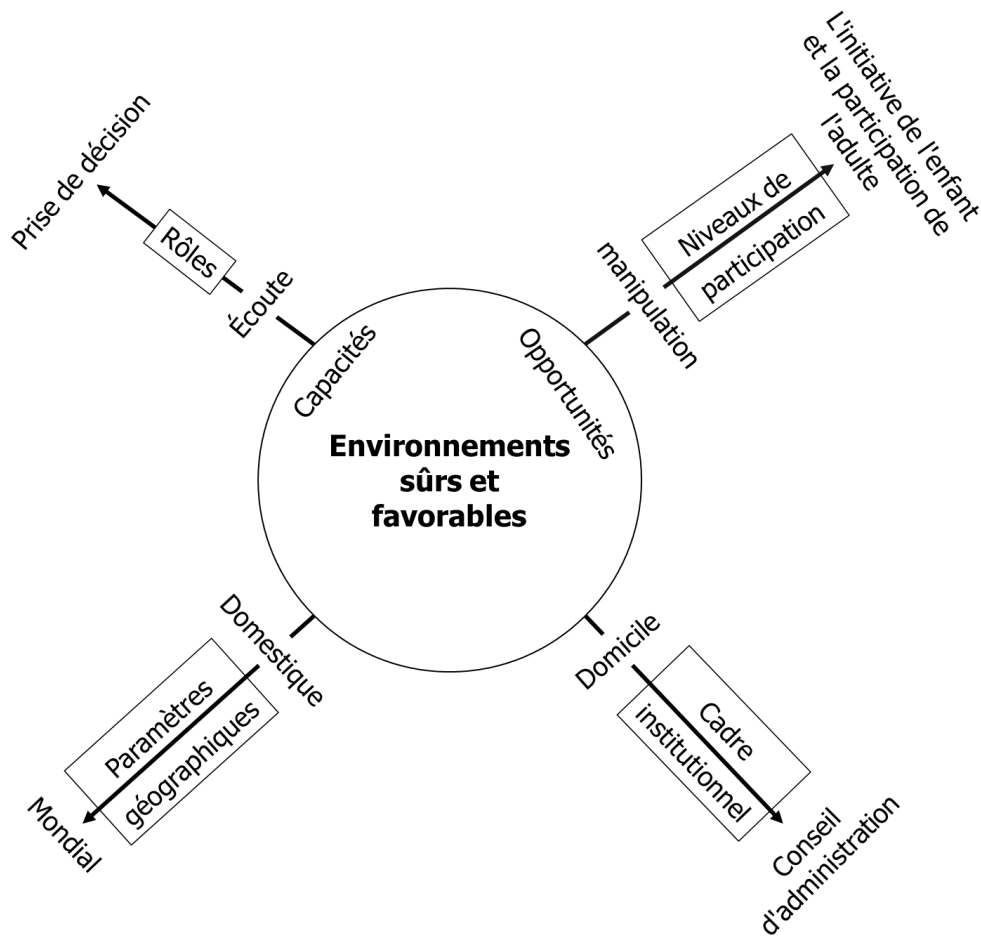 L'initiative de l'enfant
et la participation de
l'adulte
Prise de décision
Rôles
Écoute
Niveaux de
participation
manipulation
Capacités
Opportunités
Environnements
sûrs et
favorables
Domestique
Paramètres
géographiques
Mondial
Domicile
Cadre
institutionnel
Conseil
d'administration